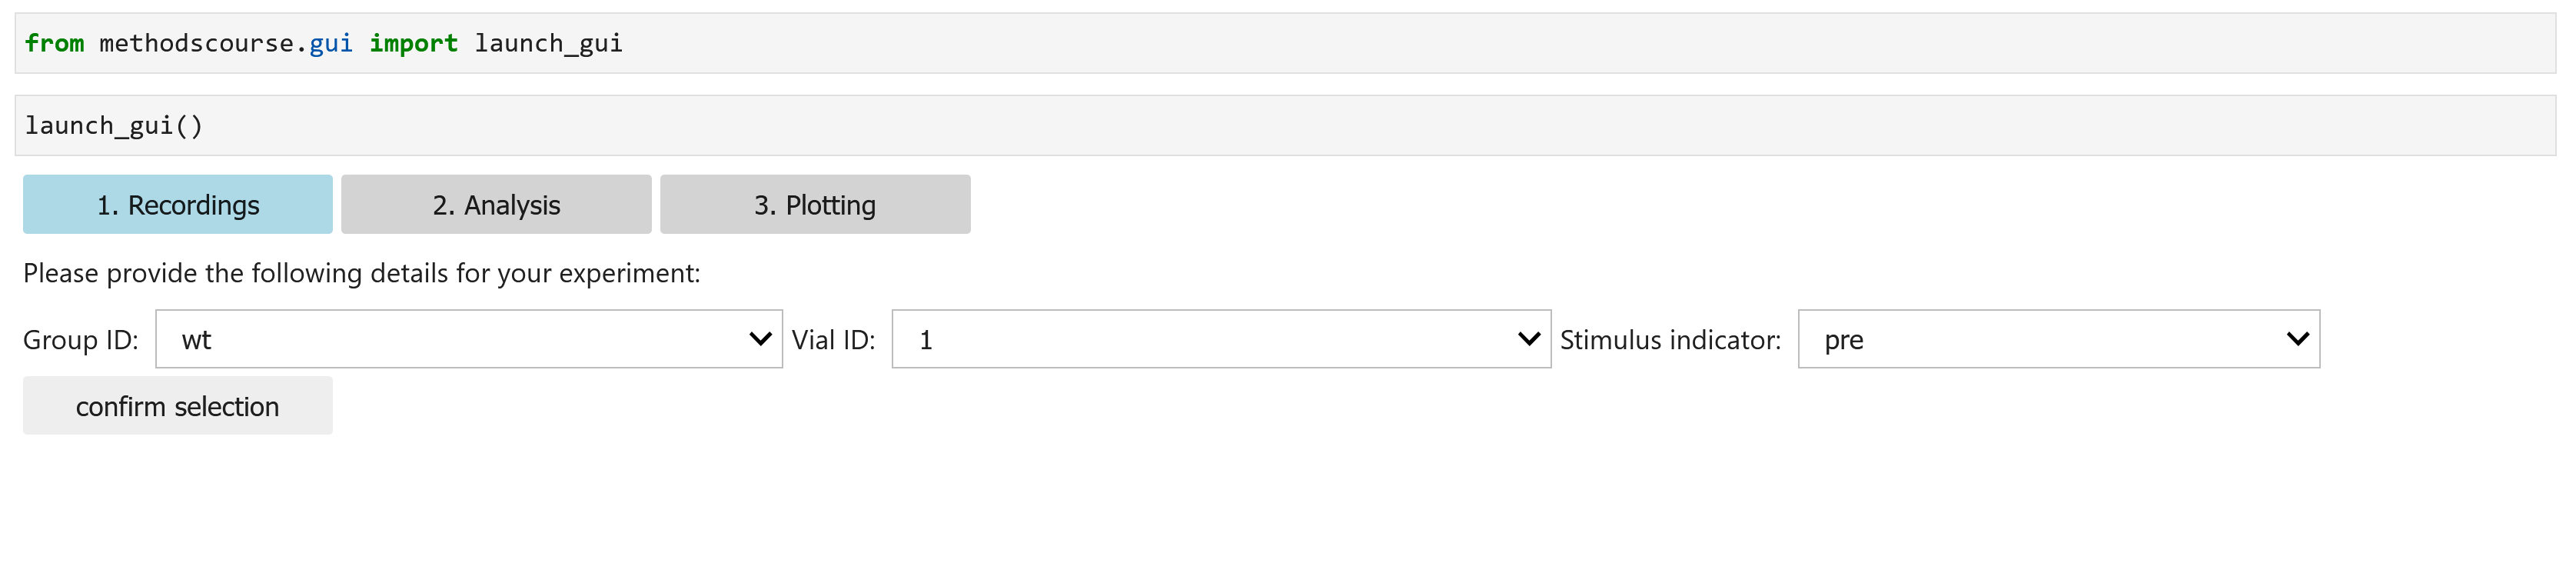 from methodscourse.gui import launch_gui
launch_gui()
1. Recordings 2. Analysis 3. Plotting
Please provide the following details for your experiment:
Group ID: wt Vial ID: 1 Stimulus indicator: pre
confirm selection